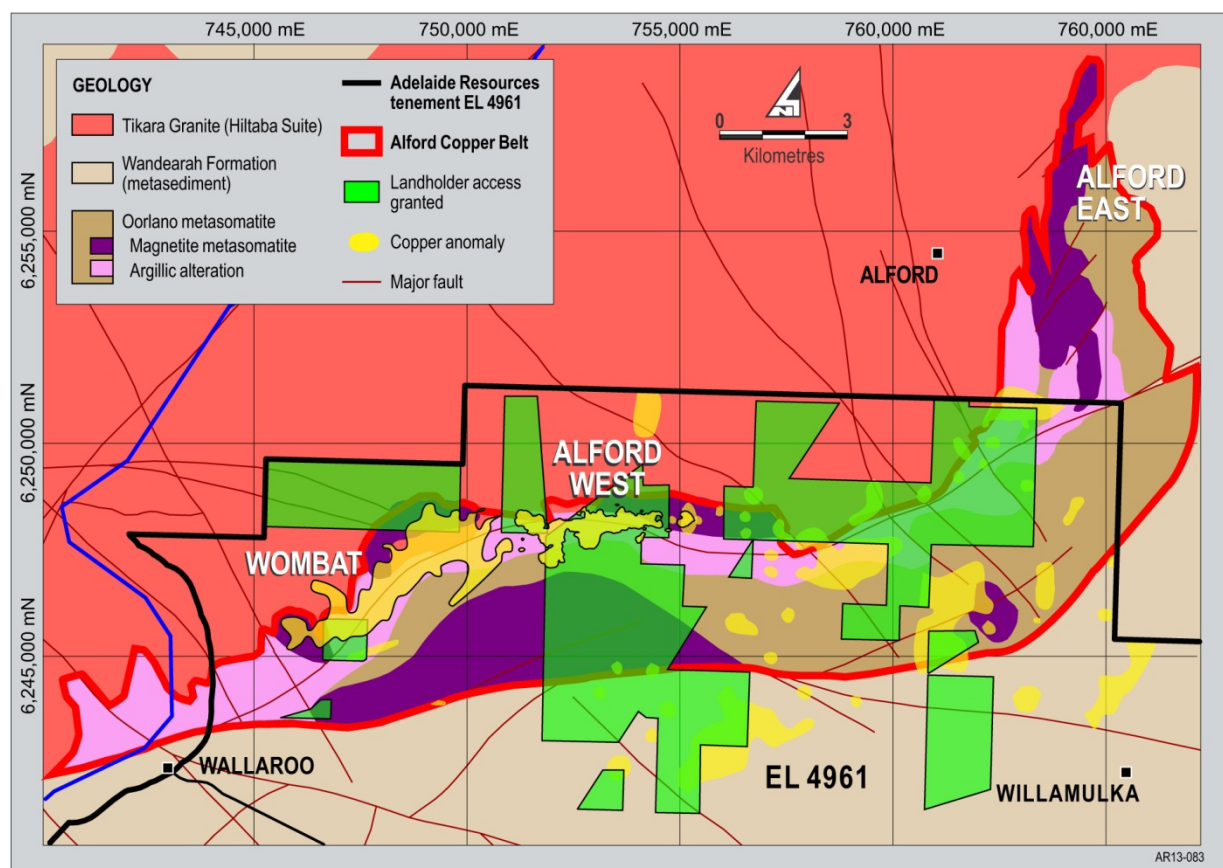 745,000 mE
750,000 mE
755,000 mE
760,000 mE
760,000 mE
GEOLOGY
Tikara Granite (Hiltaba Suite)
Wandearah Formation
(metasediment)
Oorlano metasomatite
Magnetite metasomatite
Argillic alteration
Adelaide Resources
tenement EL 4961
Alford Copper Belt
Landholder access
granted
Copper anomaly
Major fault
N
0
3
Kilometres
6,255,000 mN
6,250,000 mN
6,245,000 mN
ALFORD
EAST
ALFORD
ALFORD
WEST
WOMBAT
WALLAROO
EL 4961
WILLAMULKA
AR13-083